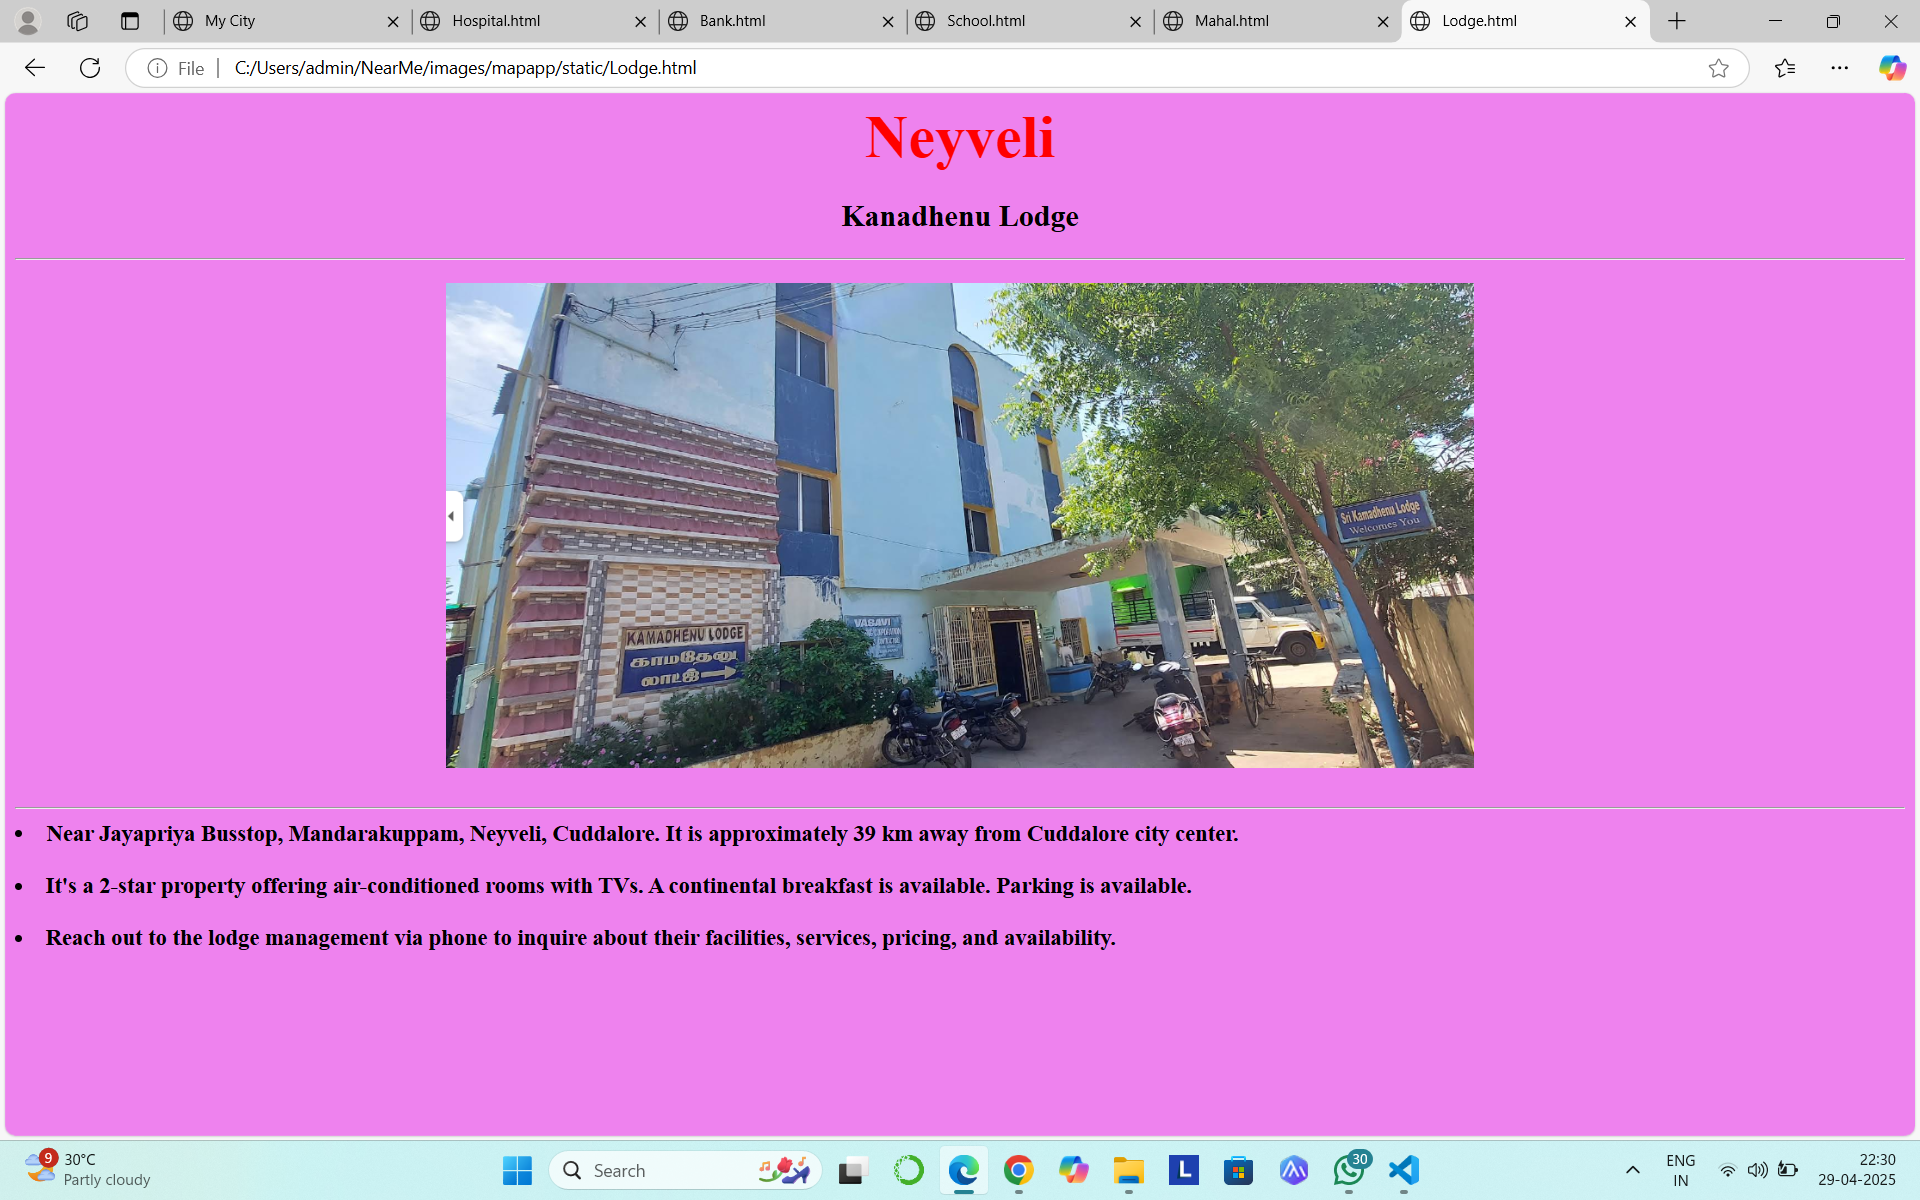 My City
Hospital.html
Bank.html
School.html
Mahal.html
Lodge.html
File
C:/Users/admin/NearMe/images/mapapp/static/Lodge.html
Neyveli
Kanadhenu Lodge
Sri Kamadhenu Lodge
Welcomes You
KAMADHENU LODGE
காமதேனு
லாட்ஜ்
VASAVI
Near Jayapriya Busstop, Mandarakuppam, Neyveli, Cuddalore. It is approximately 39 km away from Cuddalore city center.
It's a 2-star property offering air-conditioned rooms with TVs. A continental breakfast is available. Parking is available.
Reach out to the lodge management via phone to inquire about their facilities, services, pricing, and availability.
9
30°C
Partly cloudy
Search
L
30
ENG
IN
22:30
29-04-2025